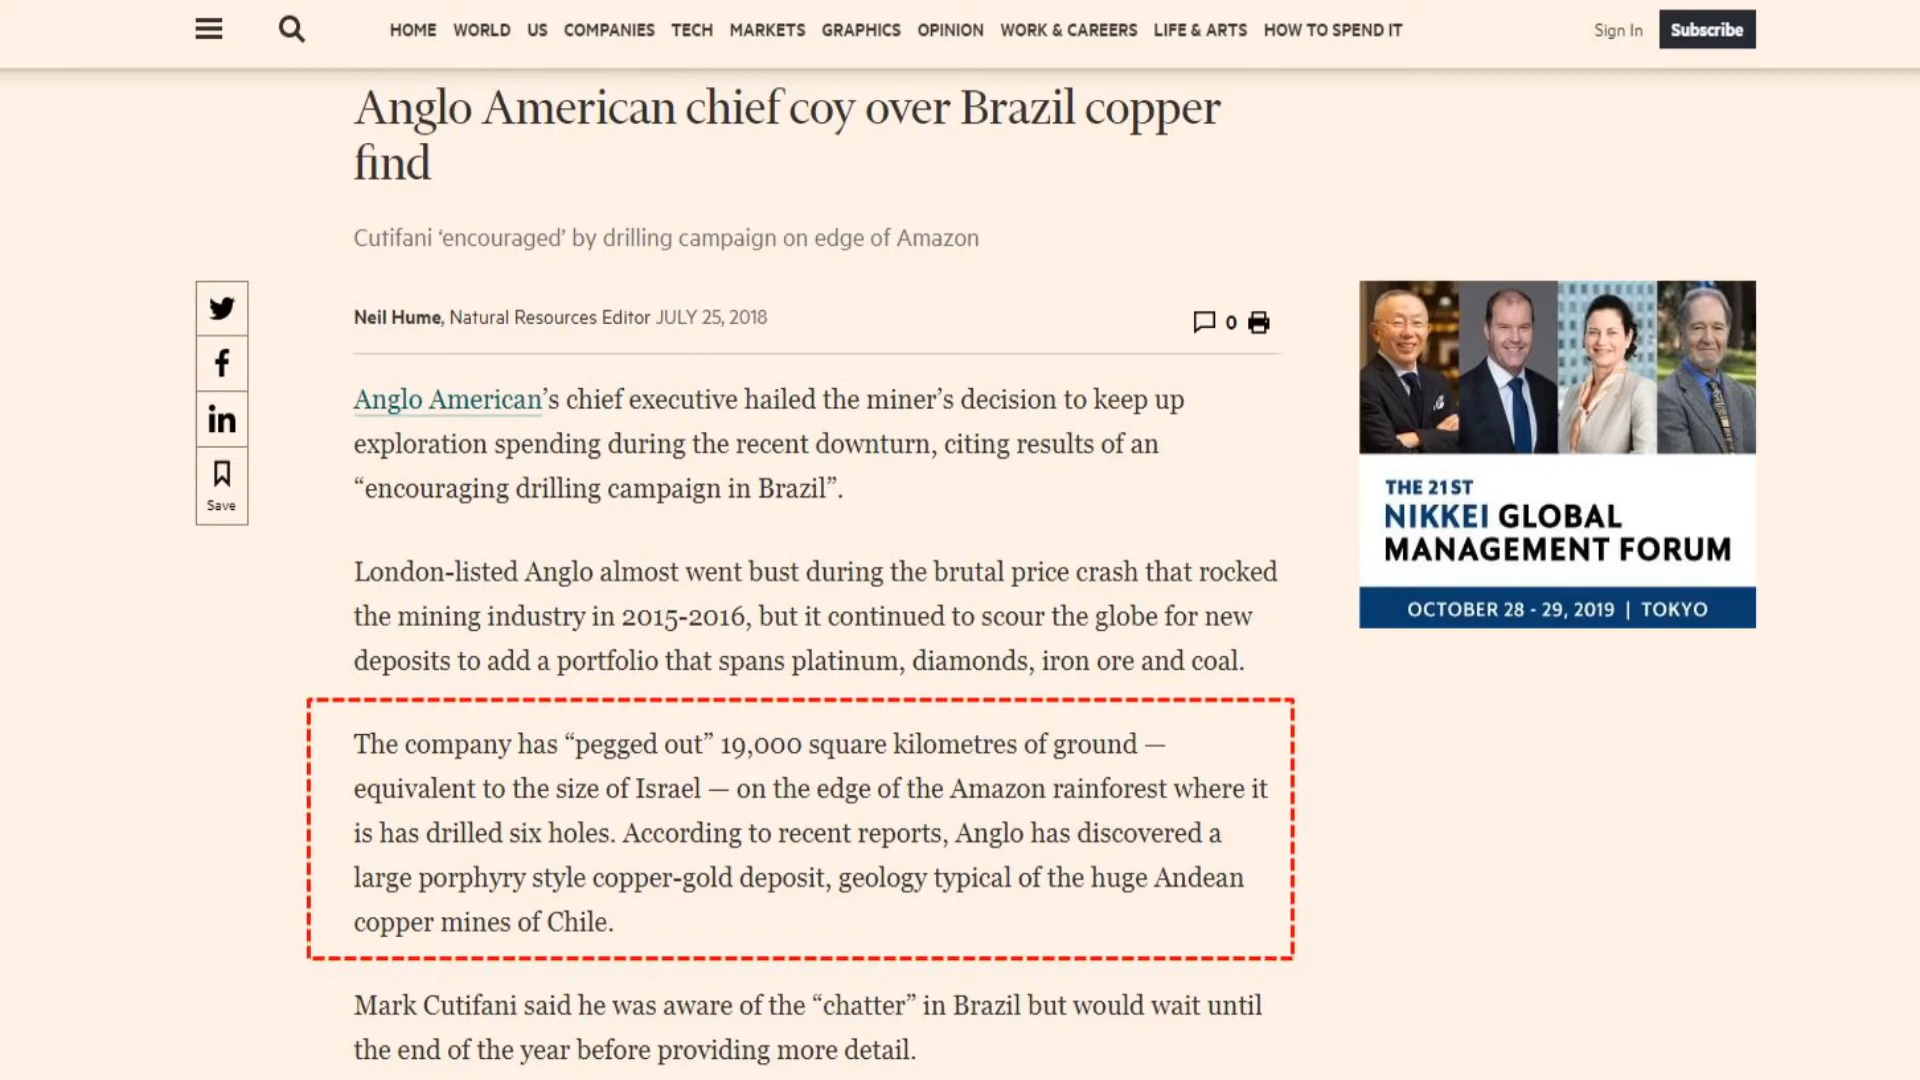 HOME WORLD US COMPANIES TECH MARKETS GRAPHICS OPINION WORK & CAREERS LIFE & ARTS HOW TO SPEND IT Sign In Subscribe
Anglo American chief coy over Brazil copper
find
Cutifani ‘encouraged’ by drilling campaign on edge of Amazon
Neil Hume, Natural Resources Editor JULY 25, 2018
0
Save
Anglo American’s chief executive hailed the miner’s decision to keep up
exploration spending during the recent downturn, citing results of an
“encouraging drilling campaign in Brazil”.
London-listed Anglo almost went bust during the brutal price crash that rocked
the mining industry in 2015-2016, but it continued to scour the globe for new
deposits to add a portfolio that spans platinum, diamonds, iron ore and coal.
The company has “pegged out” 19,000 square kilometres of ground —
equivalent to the size of Israel — on the edge of the Amazon rainforest where it
is has drilled six holes. According to recent reports, Anglo has discovered a
large porphyry style copper-gold deposit, geology typical of the huge Andean
copper mines of Chile.
Mark Cutifani said he was aware of the “chatter” in Brazil but would wait until
the end of the year before providing more detail.
THE 21ST
NIKKEI GLOBAL
MANAGEMENT FORUM
OCTOBER 28 - 29, 2019 | TOKYO